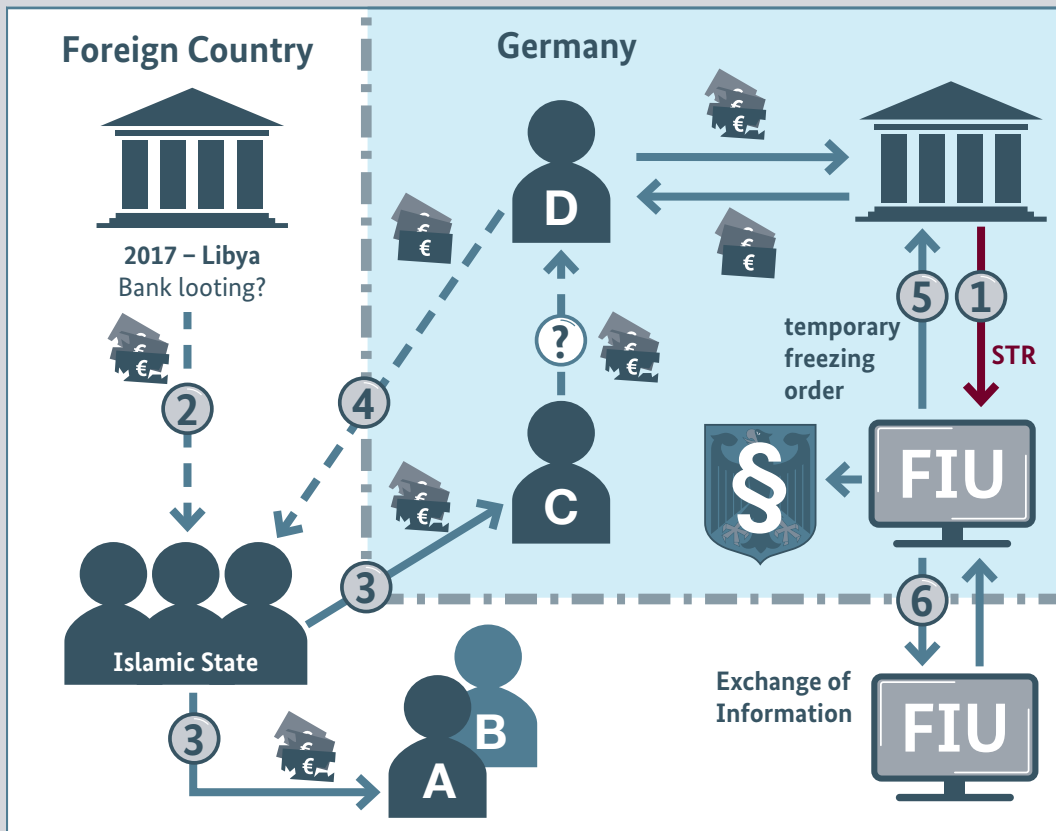 Foreign Country
Germany
2017 – Libya
Bank looting?
€
€
€
2
Islamic State
3
€
€
€
A
B
4
€
€
€
3
€
€
€
C
?
€
€
€
D
€
€
€
€
€
€
5
1
temporary
freezing
order
STR
§
FIU
6
Exchange of
Information
FIU